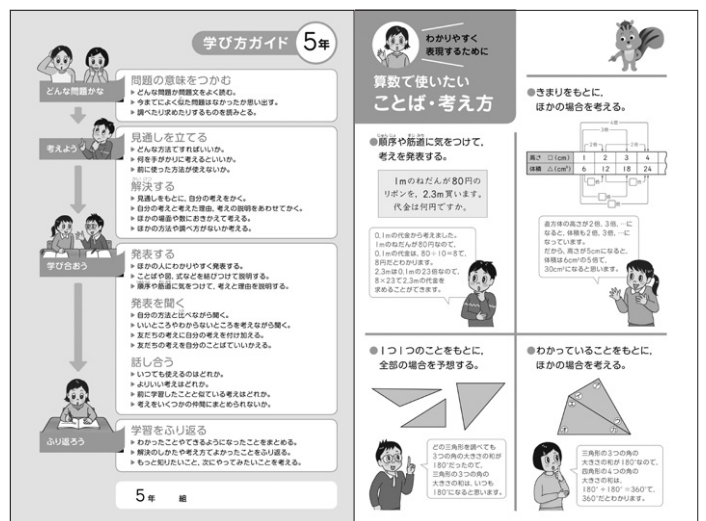 学び方ガイド 5年
どんな問題かな
問題の意味をつかむ
▶どんな問題か問題文をよく読む。
▶今までによく似た問題はなかったか思い出す。
▶調べたり求めたりするものを読みとる。
考えよう
見通しを立てる
▶どんな方法ですればいいか。
▶何を手がかりに考えるといいか。
▶前に使った方法が使えないか。
解決する
▶見通しをもとに、自分の考えをかく。
▶自分の考えと考えた理由、考えの説明をあわせてかく。
▶ほかの場面や数におきかえて考える。
▶ほかの方法や調べ方がないか考える。
学び合おう
発表する
▶ほかの人にわかりやすく発表する。
▶ことばや図、式などを結びつけて説明する。
▶順序や筋道に気をつけて、考えと理由を説明する。
発表を聞く
▶自分の方法と比べながら聞く。
▶いいところやわからないところを考えながら聞く。
▶友だちの考えに自分の考えを付け加える。
▶友だちの考えを自分のことばでいいかえる。
話し合う
▶いつでも使えるのはどれか。
▶よりいい考えはどれか。
▶前に学習したことと似ている考えはどれか。
▶考えをいくつかの仲間にまとめられないか。
ふり返ろう
学習をふり返る
▶わかったことやできるようになったことをまとめる。
▶解決のしかたや考え方でよかったことをふり返る。
▶もっと知りたいこと、次にやってみたいことを考える。
5年 組
わかりやすく
表現するために
算数で使いたい
ことば・考え方
●順序や筋道に気をつけて、
考えを発表する。
1mのねだんが80円の
リボンを、2.3m買います。
代金は何円ですか。
0.1mの代金から考えました。
1mのねだんが80円なので、
0.1mの代金は、80÷10=8で、
8円だとわかります。
2.3mは0.1mの23倍なので、
8×23で2.3mの代金を
求めることができます。
●きまりをもとに、
ほかの場合を考える。
4倍
3倍
2倍 2倍
高さ □(cm) 1 2 3 4
体積 △(cm³) 6 12 18 24
□倍 □倍
□倍
□倍
直方体の高さが2倍、3倍、…に
なると、体積も2倍、3倍、…に
なっています。
だから、高さが5cmになると、
体積は6cm³の5倍で、
30cm³になると思います。
●1つ1つのことをもとに、
全部の場合を予想する。
どの三角形を調べても
3つの角の大きさの和が
180°だったので、
三角形の3つの角の
大きさの和は、いつも
180°になると思います。
●わかっていることをもとに、
ほかの場合を考える。
三角形の3つの角の
大きさの和が180°なので、
四角形の4つの角の
大きさの和は、
180°+180°=360°で、
360°だとわかります。